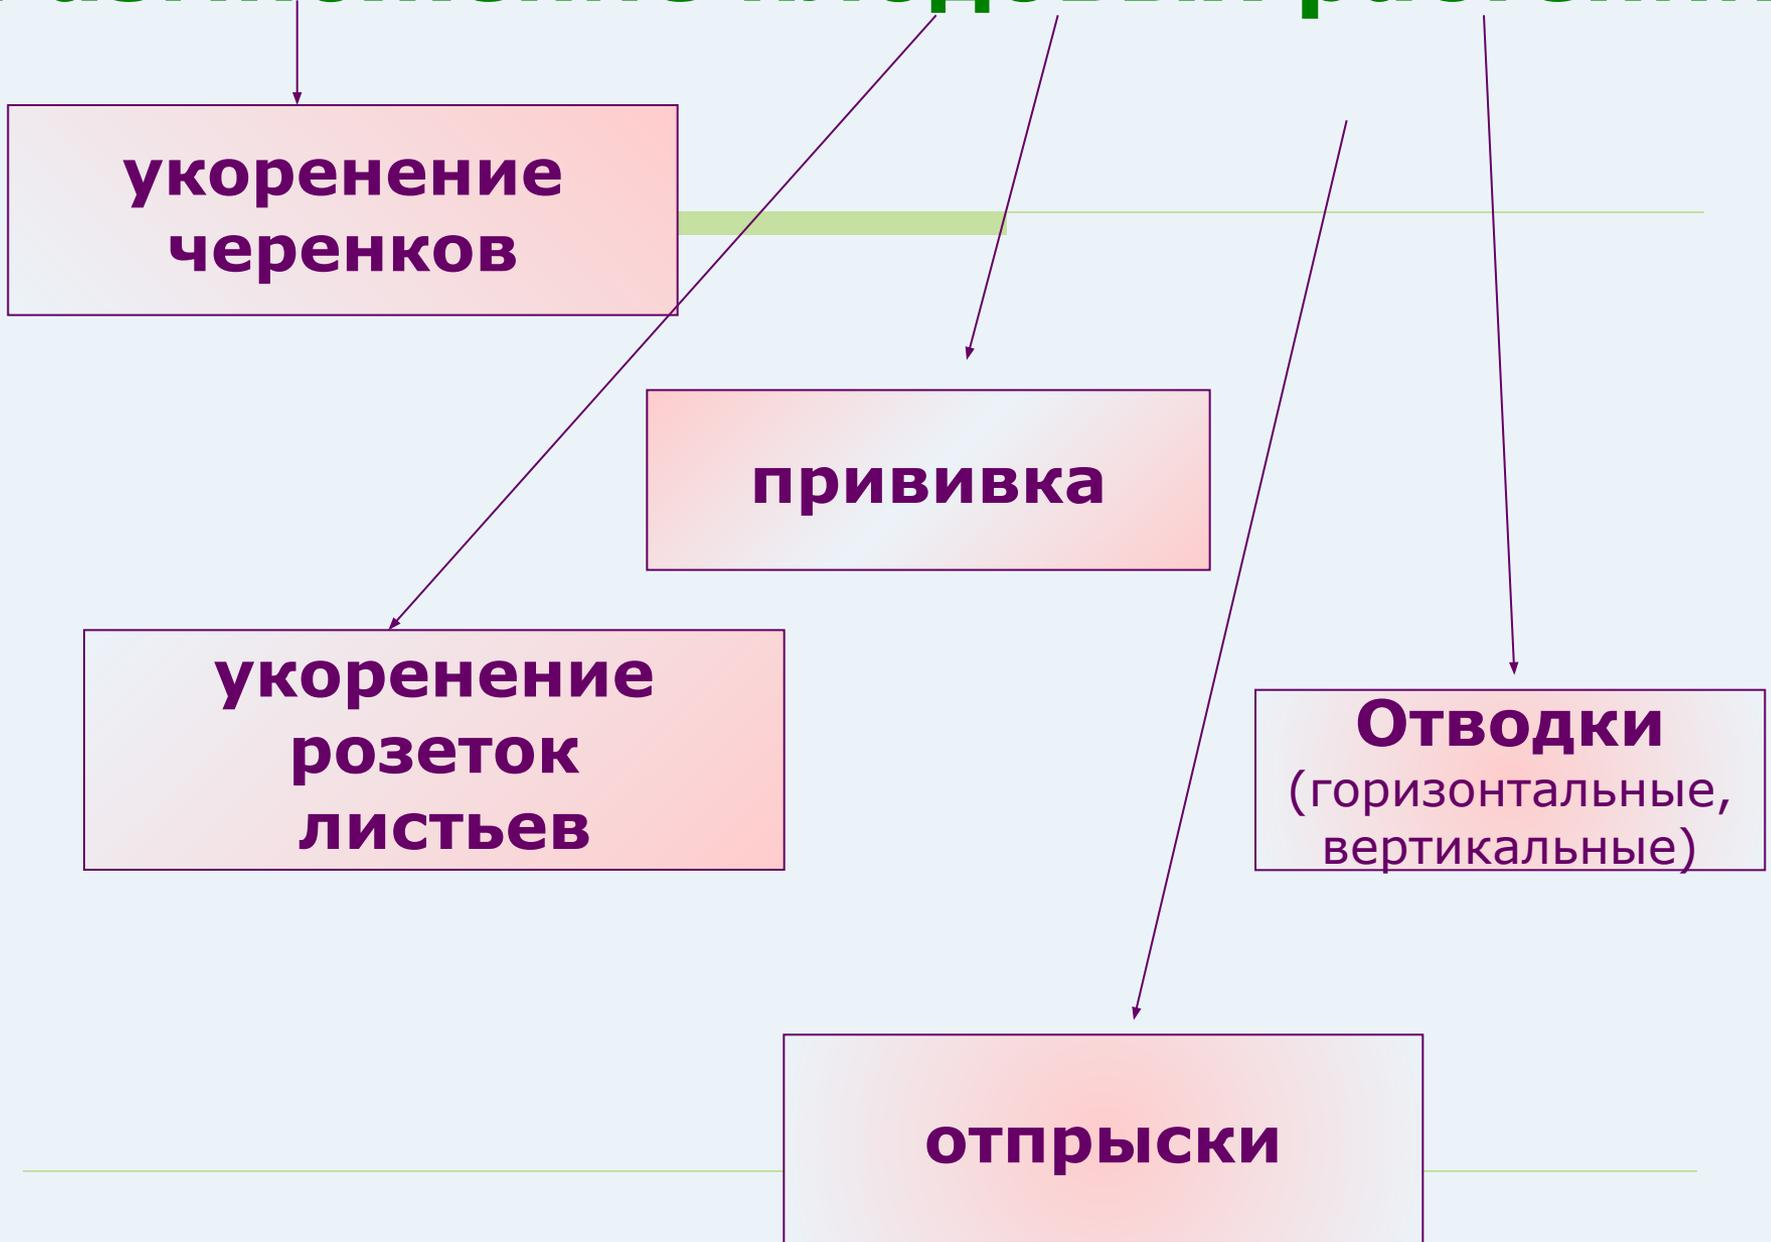 укоренение
черенков
прививка
укоренение
розеток
листьев
Отводки
(горизонтальные,
вертикальные)
отпрыски